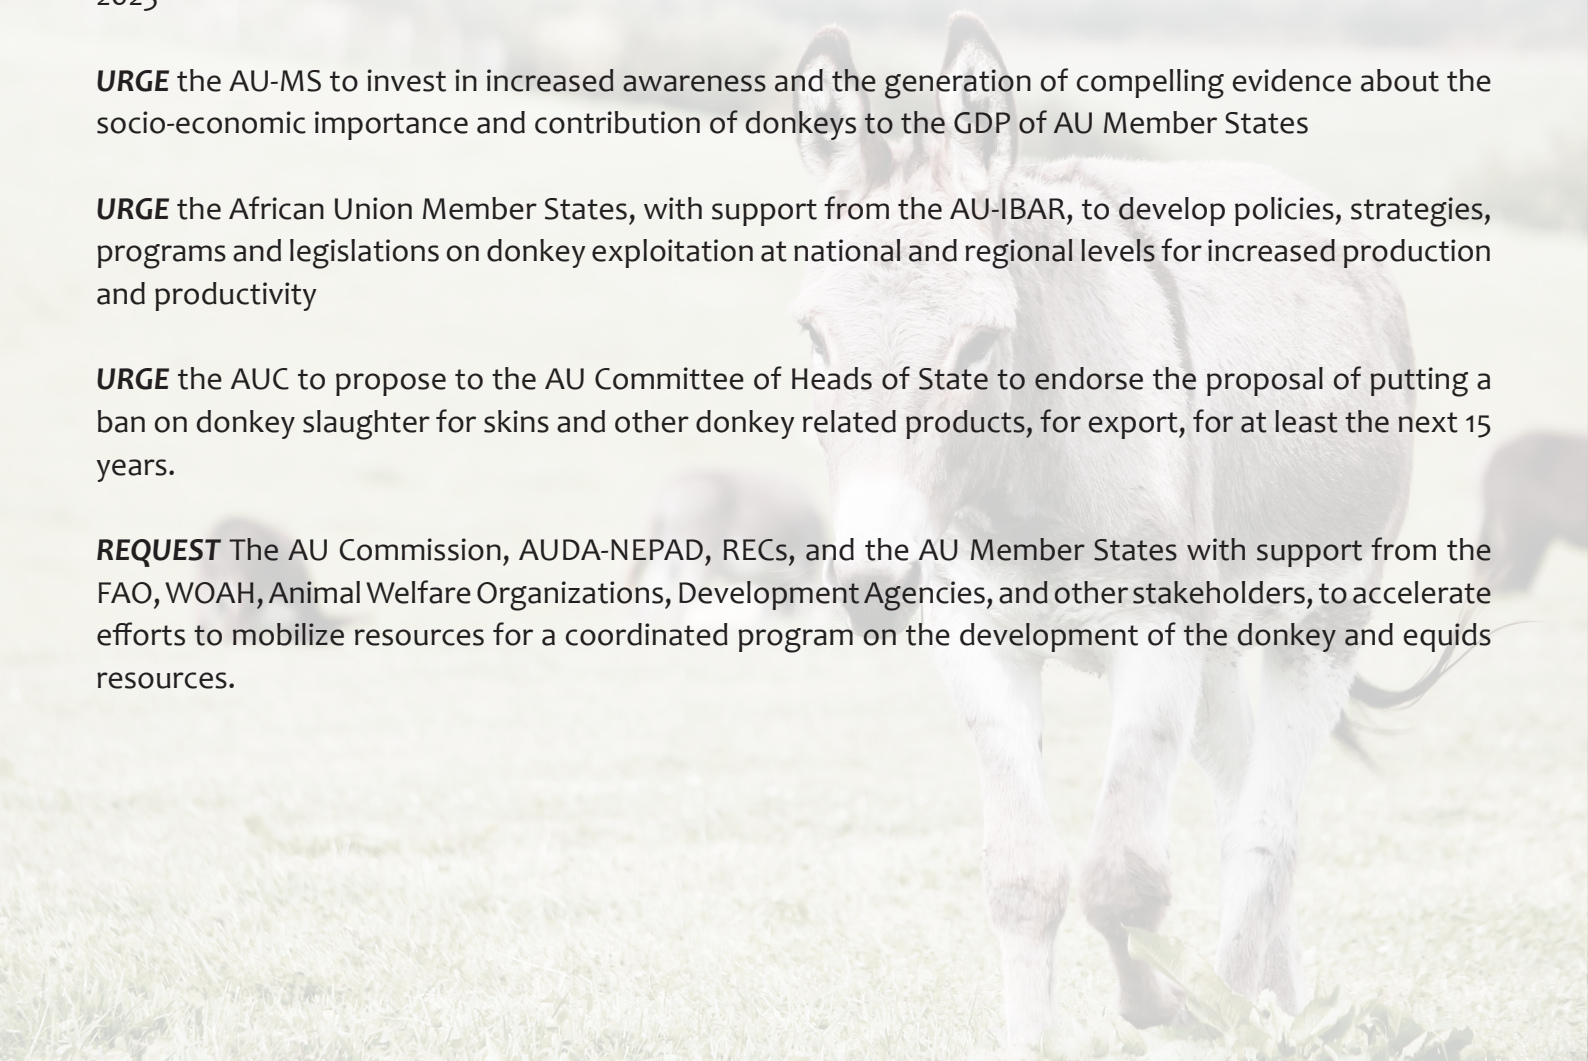 URGE the AU-MS to invest in increased awareness and the generation of compelling evidence about the
socio-economic importance and contribution of donkeys to the GDP of AU Member States
URGE the African Union Member States, with support from the AU-IBAR, to develop policies, strategies,
programs and legislations on donkey exploitation at national and regional levels for increased production
and productivity
URGE the AUC to propose to the AU Committee of Heads of State to endorse the proposal of putting a
ban on donkey slaughter for skins and other donkey related products, for export, for at least the next 15
years.
REQUEST The AU Commission, AUDA-NEPAD, RECs, and the AU Member States with support from the
FAO, WOAH, Animal Welfare Organizations, Development Agencies, and other stakeholders, to accelerate
efforts to mobilize resources for a coordinated program on the development of the donkey and equids
resources.